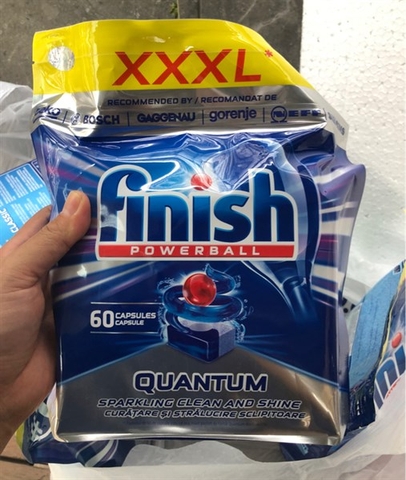 XXXL*
RECOMMENDED BY / RECOMANDAT DE
BOSCH GAGGENAU gorenje
finish
POWERBALL
60 CAPSULES
CAPSULE
QUANTUM
SPARKLING CLEAN AND SHINE
CURĂȚARE ȘI STRĂLUCIRE SCLIPITOARE